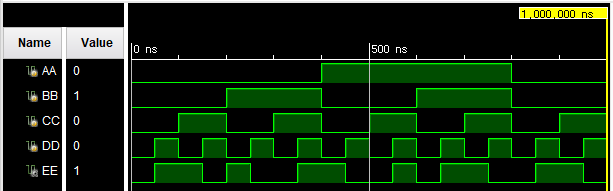 1,000,000 ns
Name Value
0 ns 500 ns
AA 0
BB 1
CC 0
DD 0
EE 1